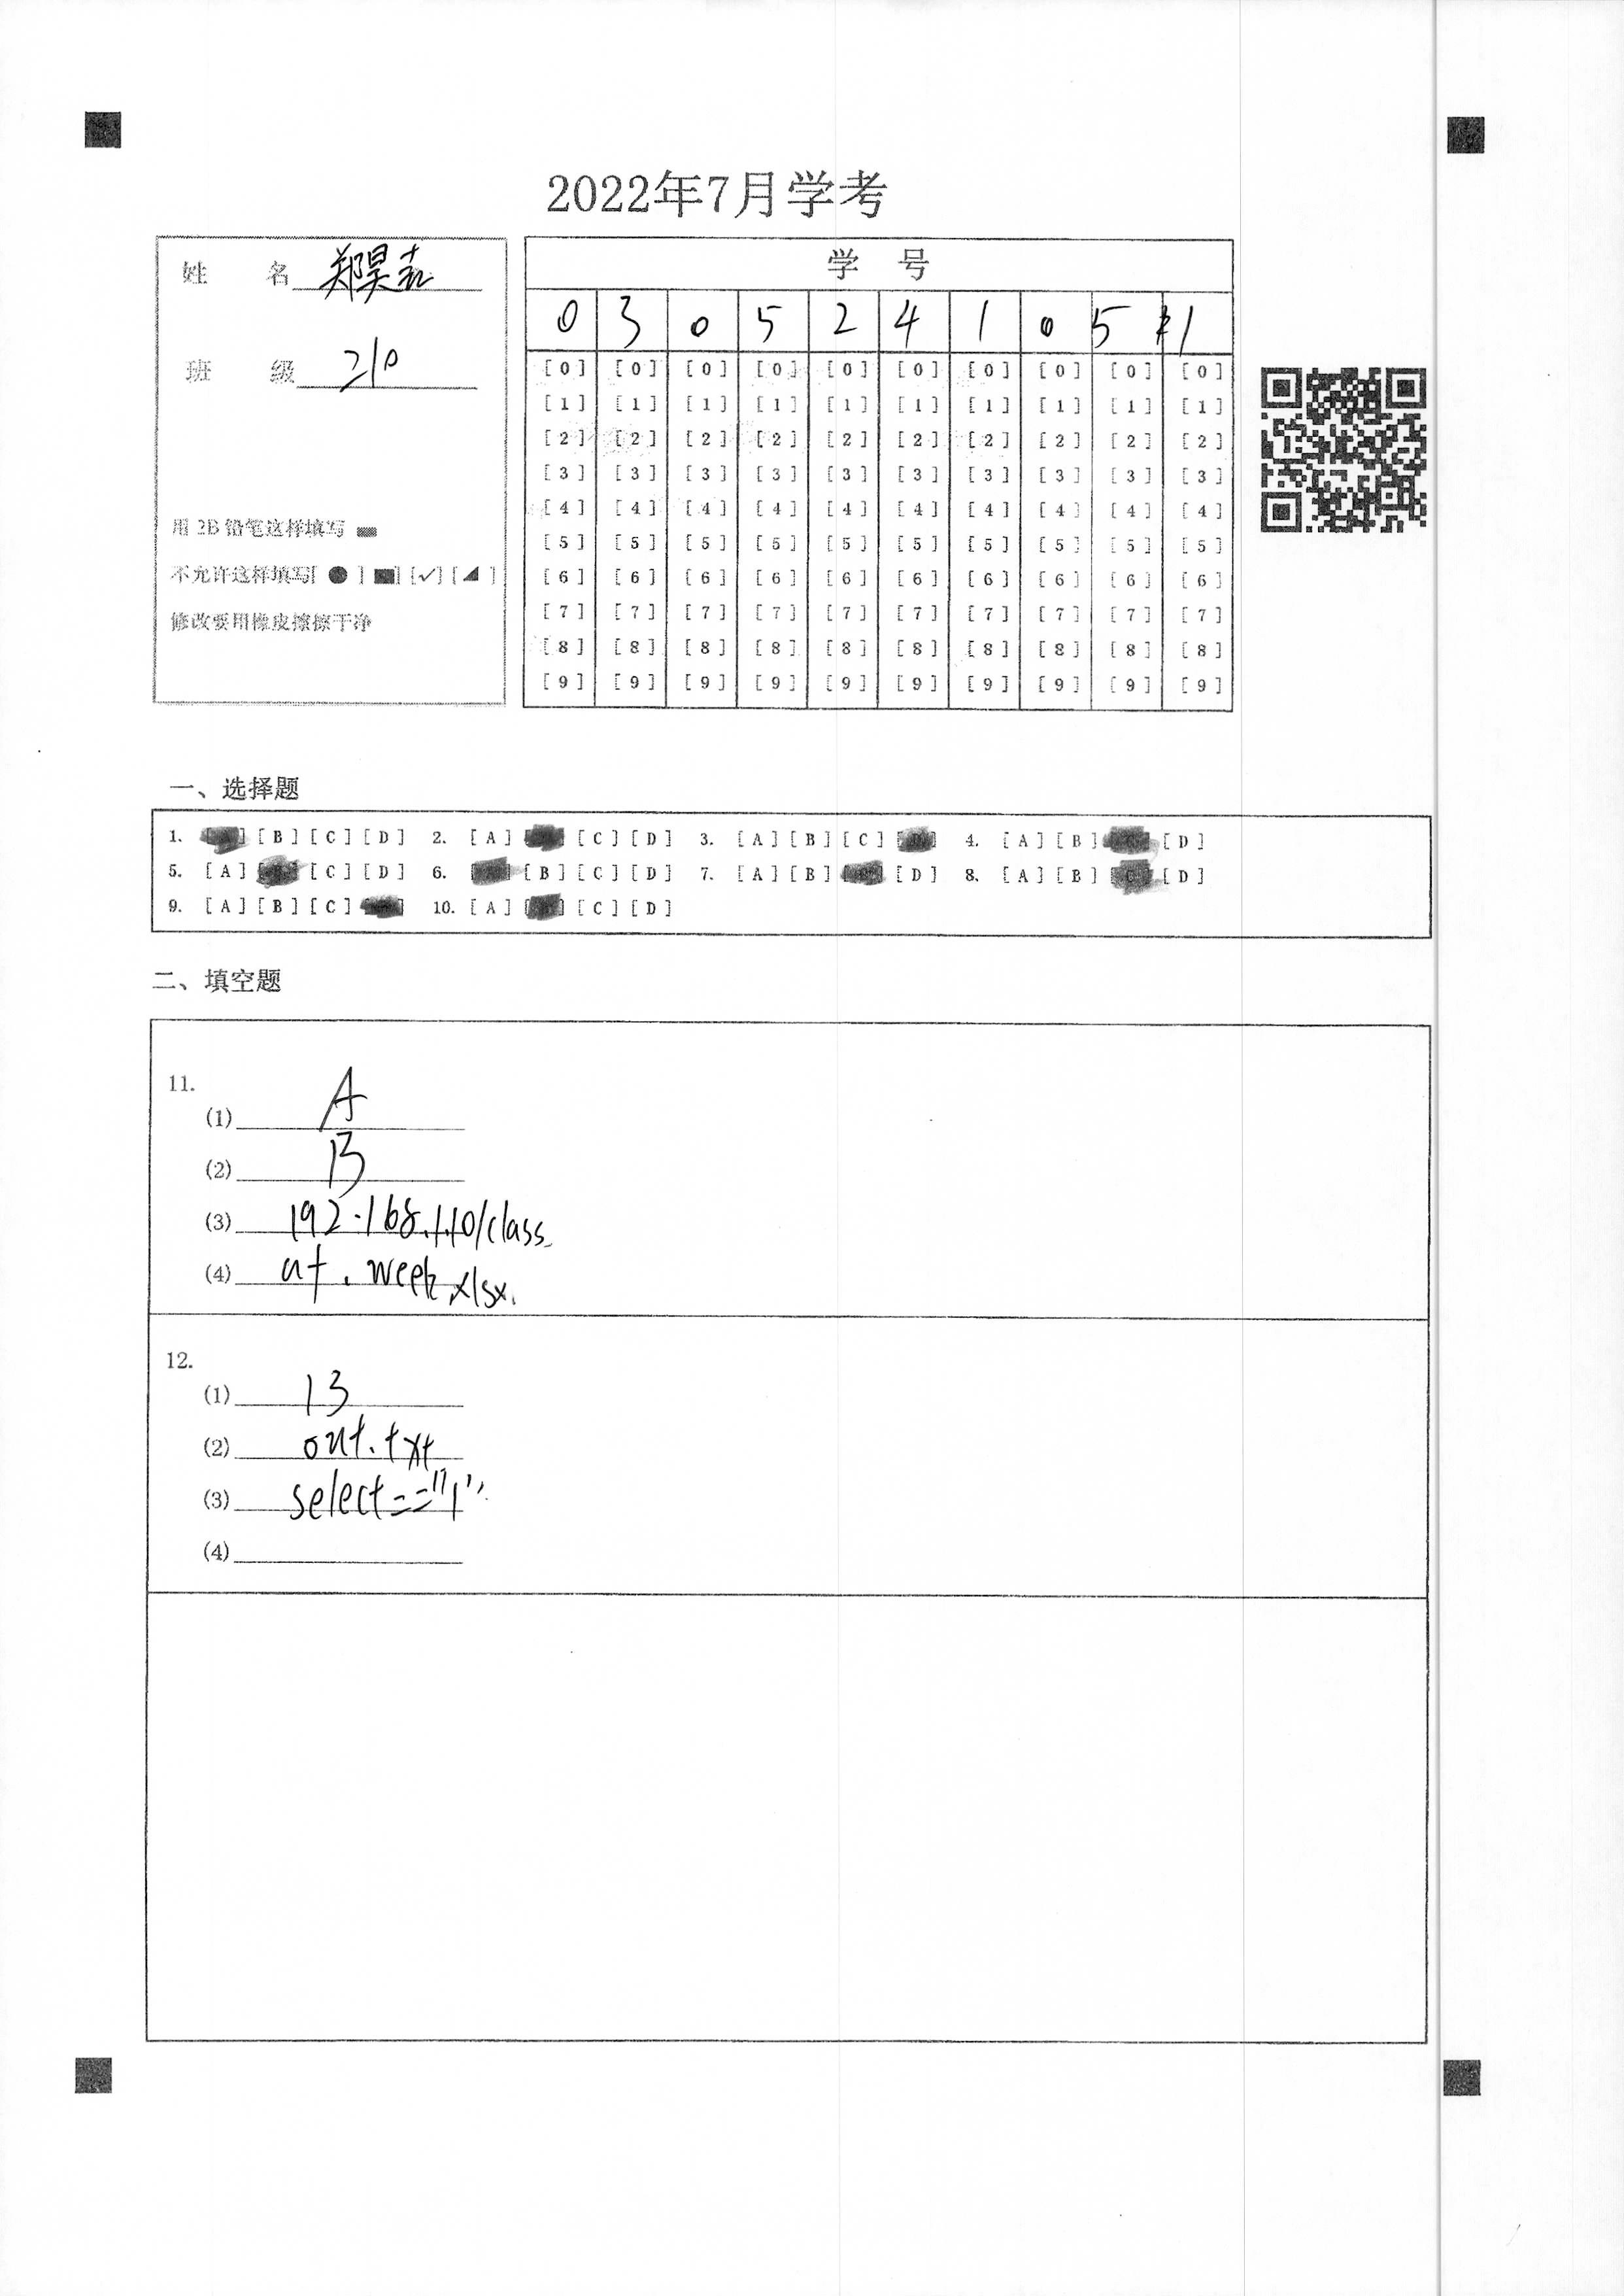 2022年7月学考
姓 名 郑昊
班 级 210
用 2B 铅笔这样填写
不允许这样填写[ ● ] [■] [✓] [◢ ]
修改要用橡皮擦擦干净
学 号
0 3 0 5 2 4 1 0 5 1
[0] [0] [0] [0] [0] [0] [0] [0] [0] [0]
[1] [1] [1] [1] [1] [1] [1] [1] [1] [1]
[2] [2] [2] [2] [2] [2] [2] [2] [2] [2]
[3] [3] [3] [3] [3] [3] [3] [3] [3] [3]
[4] [4] [4] [4] [4] [4] [4] [4] [4] [4]
[5] [5] [5] [5] [5] [5] [5] [5] [5] [5]
[6] [6] [6] [6] [6] [6] [6] [6] [6] [6]
[7] [7] [7] [7] [7] [7] [7] [7] [7] [7]
[8] [8] [8] [8] [8] [8] [8] [8] [8] [8]
[9] [9] [9] [9] [9] [9] [9] [9] [9] [9]
一、选择题
1. [A] [B] [C] [D] 2. [A] [ ] [C] [D] 3. [A] [B] [C] [D] 4. [A] [B] [C] [D]
5. [A] [B] [C] [D] 6. [ ] [B] [C] [D] 7. [A] [B] [C] [D] 8. [A] [B] [C] [D]
9. [A] [B] [C] [ ] 10. [A] [B] [C] [D]
二、填空题
11.
(1) A
(2) B
(3) 192.168.1.10/class
(4) at. week.xlsx.
12.
(1) 13
(2) out.txt
(3) select=="1"
(4)